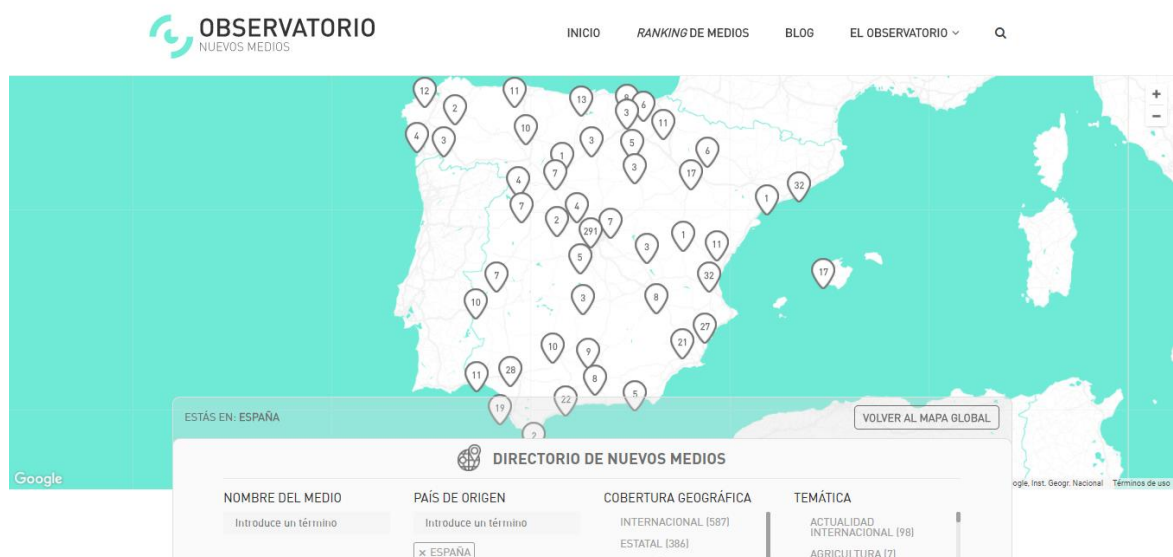 OBSERVATORIO
NUEVOS MEDIOS
INICIO
RANKING DE MEDIOS
BLOG
EL OBSERVATORIO
12
2
11
13
8
6
3
11
4
3
10
3
5
6
1
7
3
17
4
7
4
2
291
7
1
32
3
1
11
5
32
17
7
10
3
8
27
21
10
9
11
28
8
22
5
19
2
+
−
ESTÁS EN: ESPAÑA
VOLVER AL MAPA GLOBAL
DIRECTORIO DE NUEVOS MEDIOS
Google
ogle, Inst. Geogr. Nacional
Términos de uso
NOMBRE DEL MEDIO
PAÍS DE ORIGEN
COBERTURA GEOGRÁFICA
TEMÁTICA
Introduce un término
Introduce un término
INTERNACIONAL (587)
ACTUALIDAD
INTERNACIONAL (98)
ESTATAL (386)
× ESPAÑA
AGRICULTURA (7)